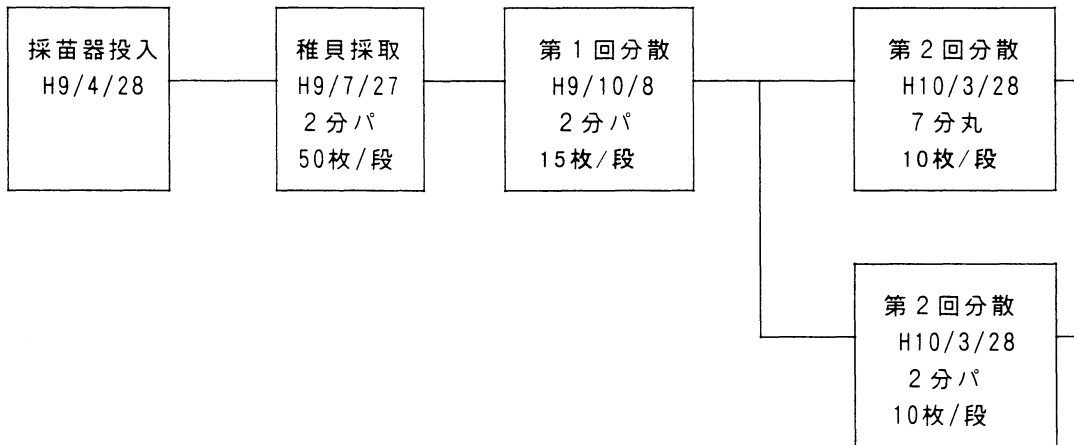 採苗器投入
H9/4/28
稚貝採取
H9/7/27
2分パ
50枚/段
第1回分散
H9/10/8
2分パ
15枚/段
第2回分散
H10/3/28
7分丸
10枚/段
第2回分散
H10/3/28
2分パ
10枚/段